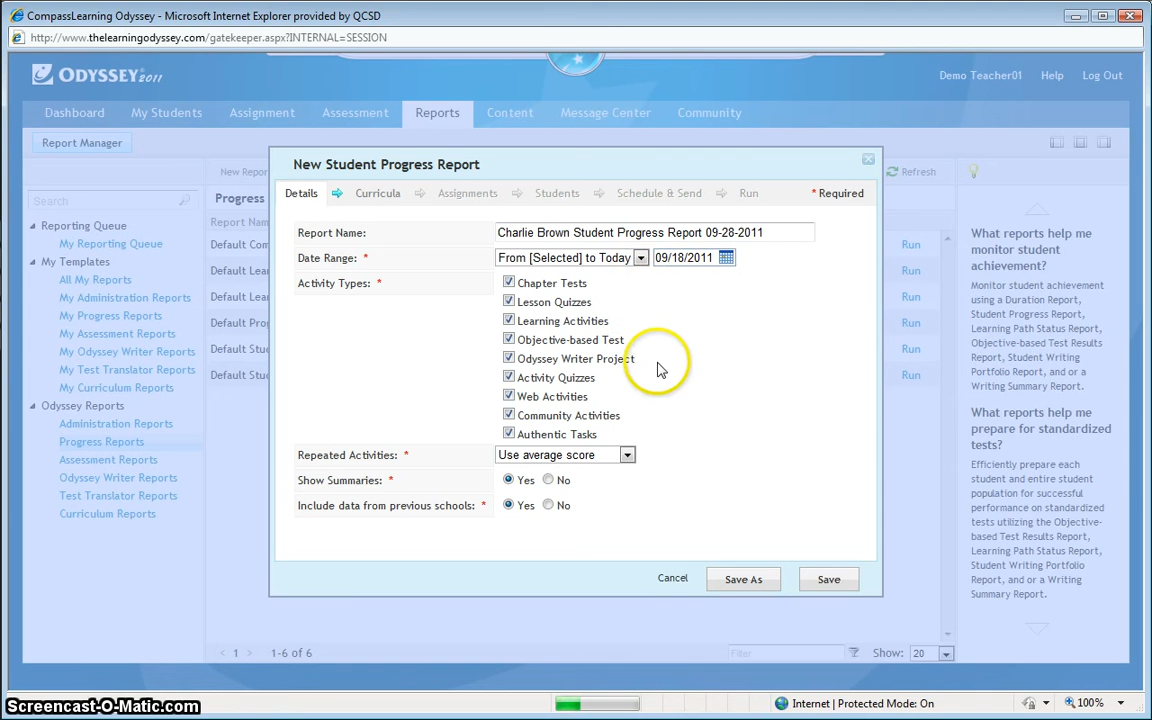 CompassLearning Odyssey - Microsoft Internet Explorer provided by QCSD
http://www.thelearningodyssey.com/gatekeeper.aspx?INTERNAL=SESSION
ODYSSEY 2011
Demo Teacher01 Help Log Out
Dashboard My Students Assignment Assessment Reports Content Message Center Community
Report Manager
New Repor
Refresh
Search
Progress
Report Nam
Reporting Queue
My Reporting Queue
My Templates
All My Reports
My Administration Reports
My Progress Reports
My Assessment Reports
My Odyssey Writer Reports
My Test Translator Reports
My Curriculum Reports
Odyssey Reports
Administration Reports
Progress Reports
Assessment Reports
Odyssey Writer Reports
Test Translator Reports
Curriculum Reports
Default Com
Default Lear
Default Lear
Default Prog
Default Stud
Default Stud
New Student Progress Report
Details Curricula Assignments Students Schedule & Send Run * Required
Report Name: Charlie Brown Student Progress Report 09-28-2011
Date Range: * From [Selected] to Today 09/18/2011
Activity Types: * Chapter Tests
Lesson Quizzes
Learning Activities
Objective-based Test
Odyssey Writer Project
Activity Quizzes
Web Activities
Community Activities
Authentic Tasks
Repeated Activities: * Use average score
Show Summaries: * Yes No
Include data from previous schools: * Yes No
Cancel Save As Save
Run
Run
Run
Run
Run
Run
What reports help me
monitor student
achievement?
Monitor student achievement
using a Duration Report,
Student Progress Report,
Learning Path Status Report,
Objective-based Test Results
Report, Student Writing
Portfolio Report, and/or a
Writing Summary Report.
What reports help me
prepare for standardized
tests?
Efficiently prepare each
student and entire student
population for successful
performance on standardized
tests utilizing the Objective-
based Test Results Report,
Learning Path Status Report,
Student Writing Portfolio
Report, and/or a Writing
Summary Report.
< 1 > 1-6 of 6
Filter
Show: 20
Internet | Protected Mode: On
100%
Screencast-O-Matic.com